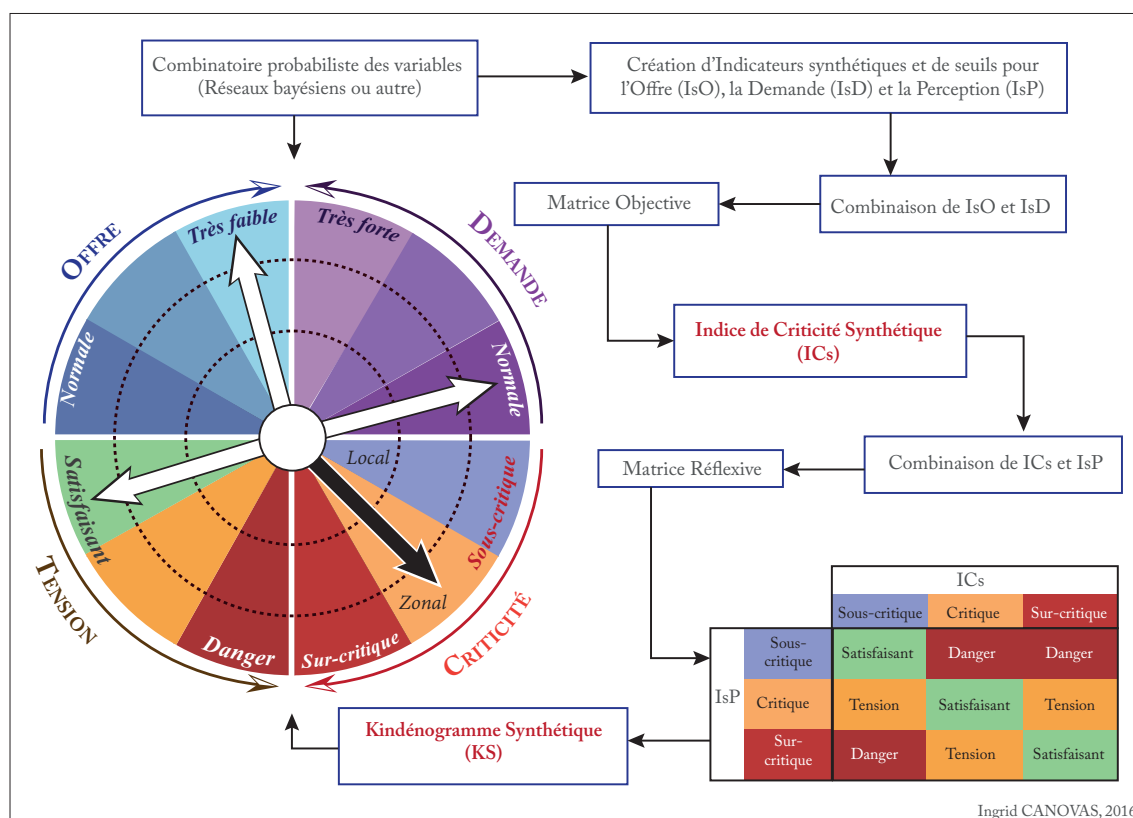 Combinatoire probabiliste des variables
(Réseaux bayésiens ou autre)
Création d'Indicateurs synthétiques et de seuils pour
l'Offre (IsO), la Demande (IsD) et la Perception (IsP)
Matrice Objective
Combinaison de IsO et IsD
Indice de Criticité Synthétique
(ICs)
Matrice Réflexive
Combinaison de ICs et IsP
OFFRE
DEMANDE
Très faible
Très forte
Normale
Normale
Local
Satisfaisant
Sous-critique
Zonal
Danger
Sur-critique
TENSION
CRITICITÉ
ICs
Sous-critique
Critique
Sur-critique
IsP
Sous-
critique
Satisfaisant
Danger
Danger
Critique
Tension
Satisfaisant
Tension
Sur-
critique
Danger
Tension
Satisfaisant
Kindénogramme Synthétique
(KS)
Ingrid CANOVAS, 2016